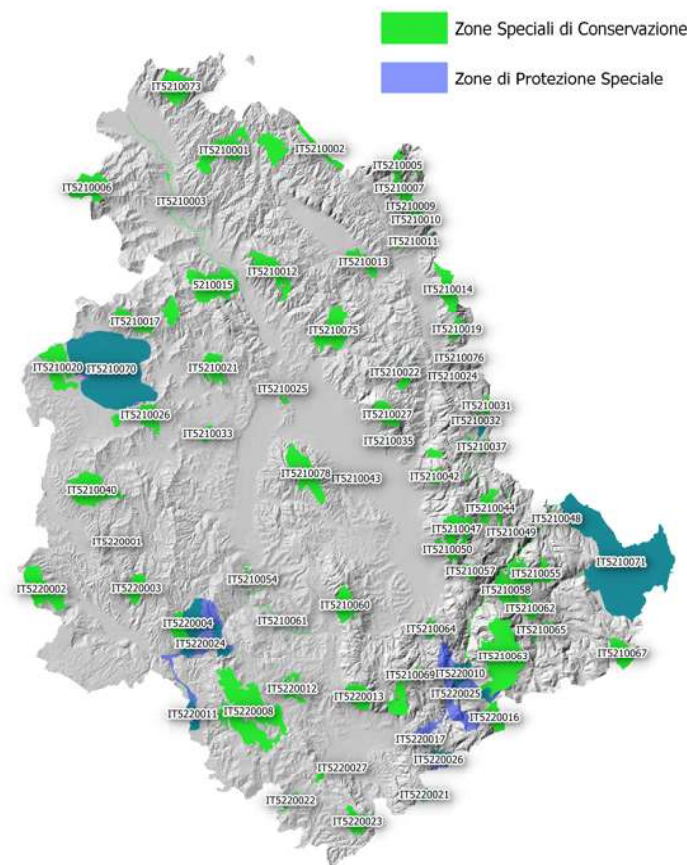 Zone Speciali di Conservazione
Zone di Protezione Speciale
IT5210073
IT5210001
IT5210002
IT5210005
IT5210006
IT5210007
IT5210003
IT5210009
IT5210010
IT5210011
IT5210013
IT5210012
5210015
IT5210014
IT5210017
IT5210019
IT5210075
IT5210076
IT5210020
IT5210070
IT5210021
IT5210022
IT5210024
IT5210025
IT5210031
IT5210026
IT5210027
IT5210032
IT5210033
IT5210035
IT5210037
IT5210078
IT5210043
IT5210042
IT5210040
IT5210044
IT5210048
IT5210047
IT5210049
IT5220001
IT5210050
IT5210071
IT5210057
IT5210055
IT5210054
IT5220002
IT5220003
IT5210058
IT5210060
IT5210062
IT5210061
IT5220004
IT5210064
IT5210065
IT5220024
IT5210063
IT5210067
IT5210069
IT5220010
IT5220012
IT5220013
IT5220025
IT5220011
IT5220008
IT5220016
IT5220017
IT5220026
IT5220027
IT5220021
IT5220022
IT5220023